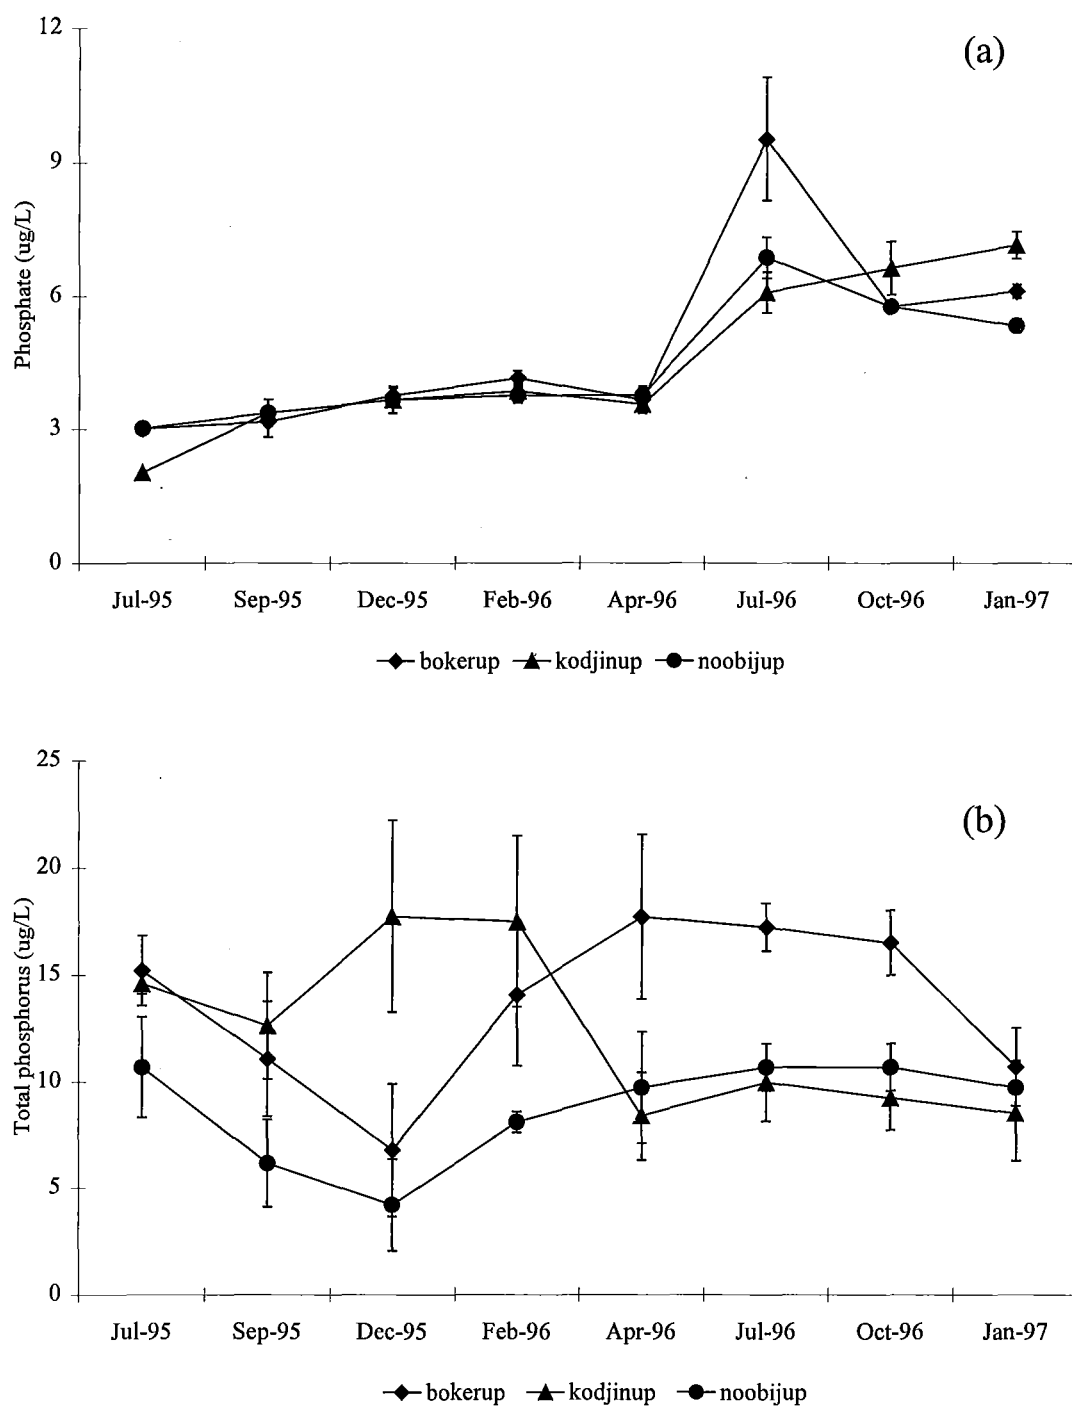 (a)
12
9
6
3
0
Phosphate (ug/L)
Jul-95 Sep-95 Dec-95 Feb-96 Apr-96 Jul-96 Oct-96 Jan-97
bokerup kodjinup noobijup
(b)
25
20
15
10
5
0
Total phosphorus (ug/L)
Jul-95 Sep-95 Dec-95 Feb-96 Apr-96 Jul-96 Oct-96 Jan-97
bokerup kodjinup noobijup